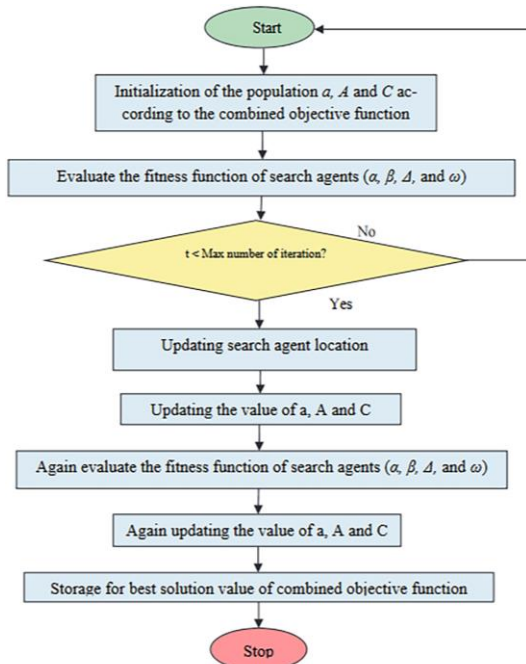 Start
Initialization of the population a, A and C ac-
cording to the combined objective function
Evaluate the fitness function of search agents (α, β, Δ, and ω)
No
t < Max number of iteration?
Yes
Updating search agent location
Updating the value of a, A and C
Again evaluate the fitness function of search agents (α, β, Δ, and ω)
Again updating the value of a, A and C
Storage for best solution value of combined objective function
Stop